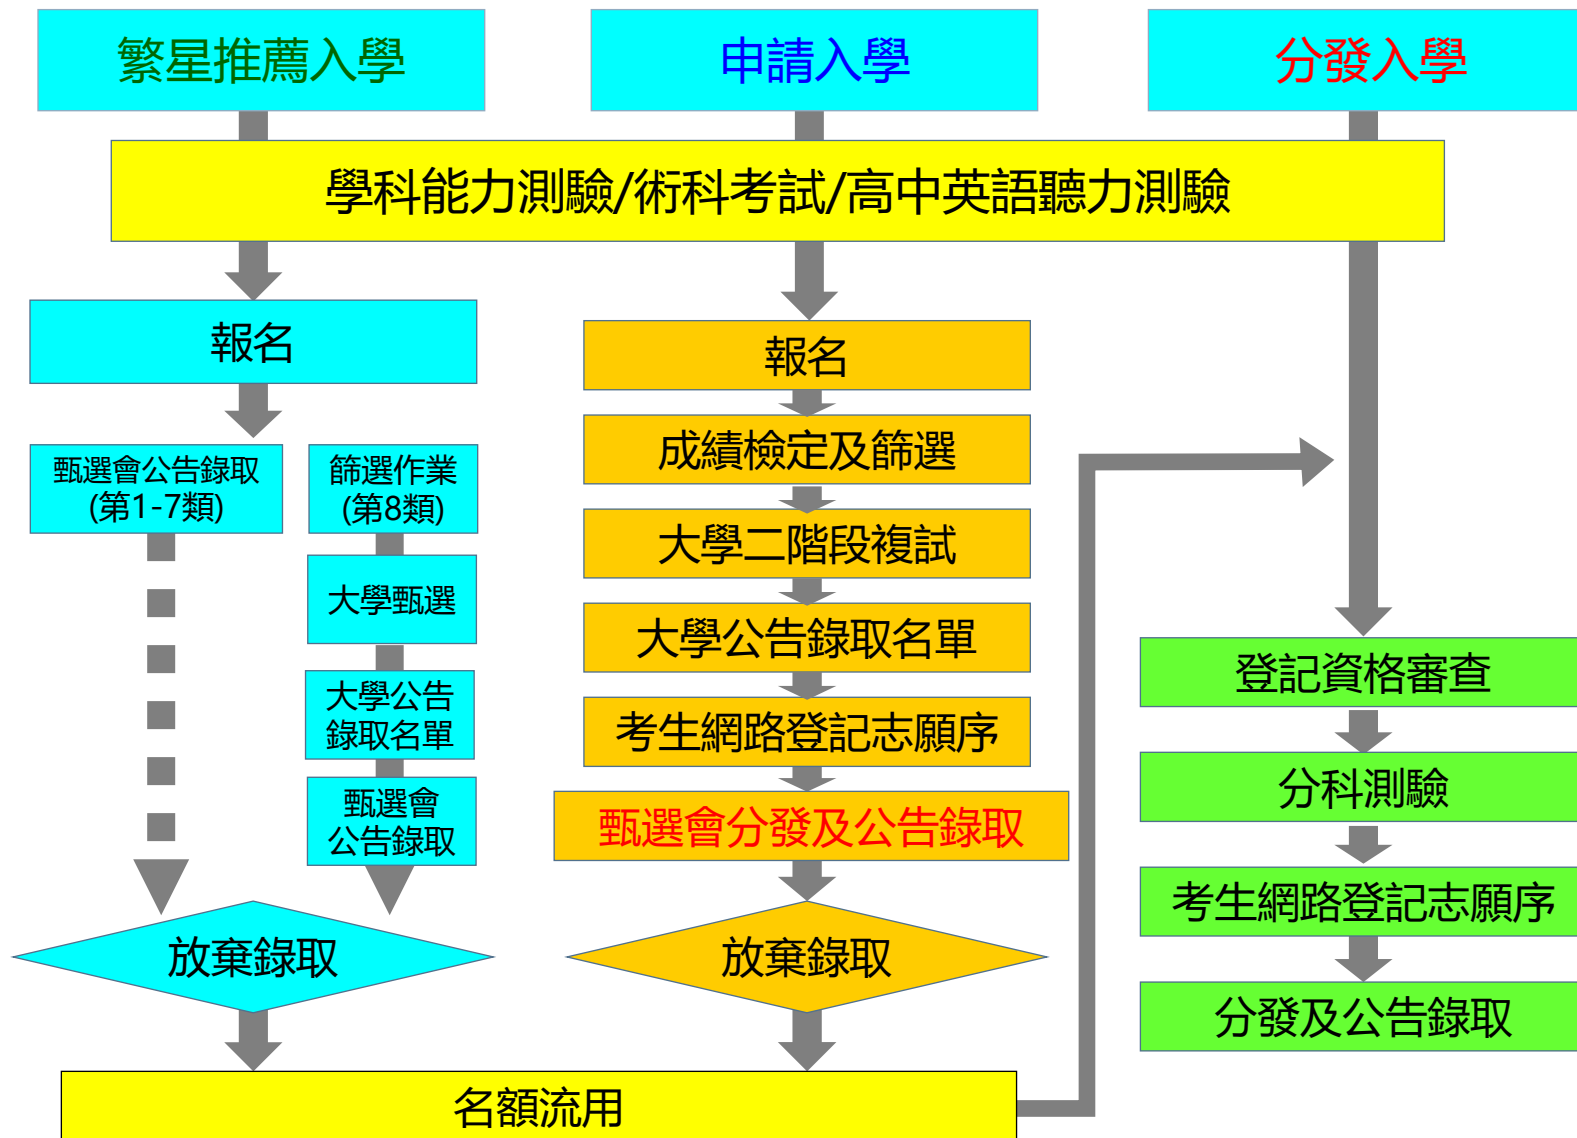 繁星推薦入學
申請入學
分發入學
學科能力測驗/術科考試/高中英語聽力測驗
報名
甄選會公告錄取
(第1-7類)
篩選作業
(第8類)
大學甄選
大學公告
錄取名單
甄選會
公告錄取
放棄錄取
報名
成績檢定及篩選
大學二階段複試
大學公告錄取名單
考生網路登記志願序
甄選會分發及公告錄取
放棄錄取
名額流用
登記資格審查
分科測驗
考生網路登記志願序
分發及公告錄取